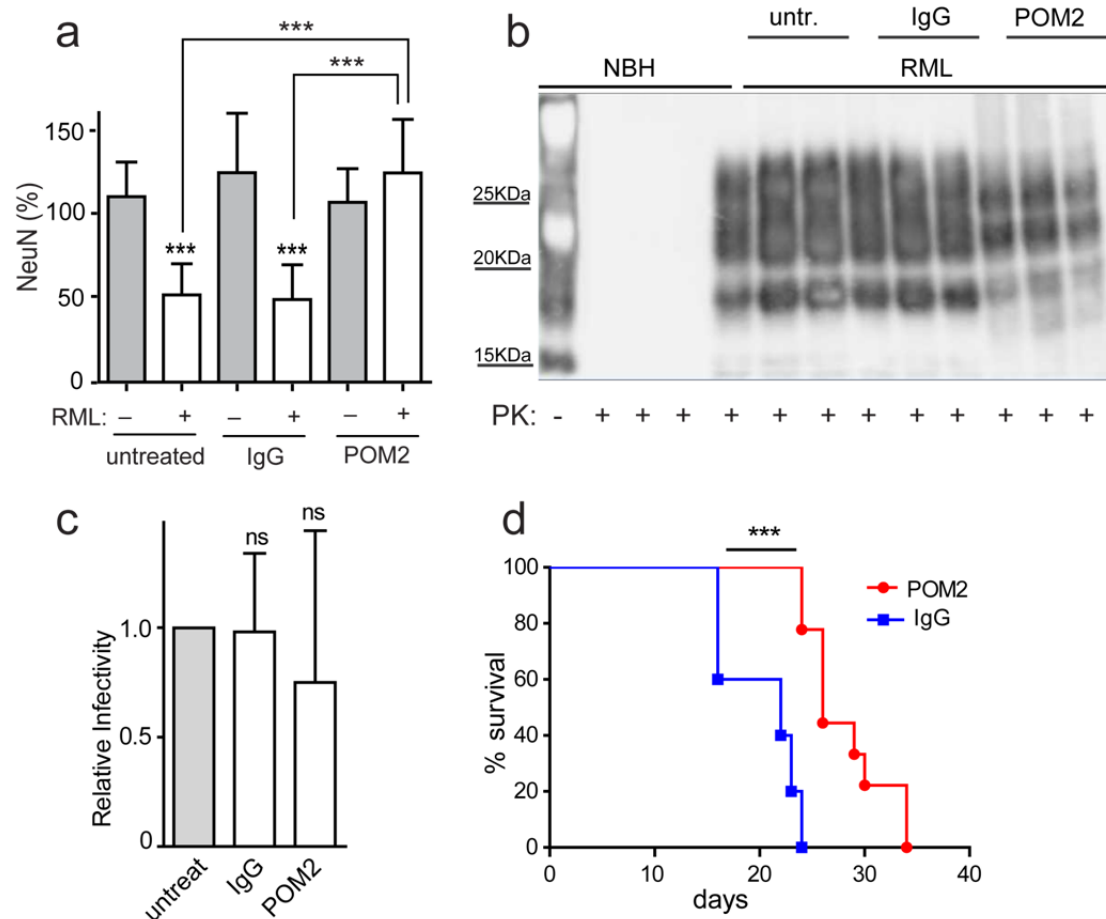 a
***
***
NeuN (%)
150
100
50
0
***
***
RML: – + – + – +
untreated IgG POM2
b
untr. IgG POM2
NBH RML
25KDa
20KDa
15KDa
PK: - + + + + + + + + + + + +
c
Relative Infectivity
1.0
0.5
0
ns
ns
untreat IgG POM2
d
***
% survival
100
80
60
40
20
0
POM2
IgG
0 10 20 30 40
days